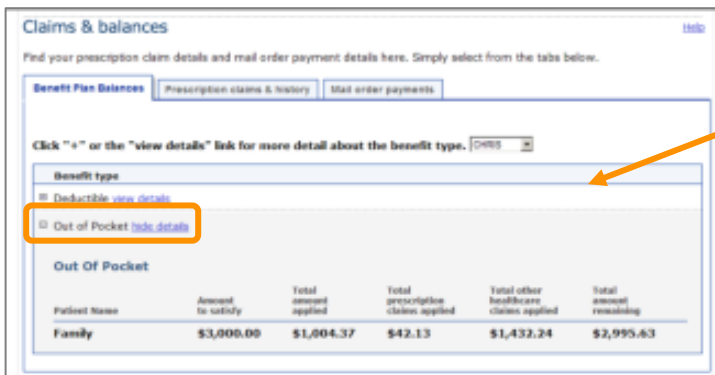 Claims & balances
Help
Find your prescription claim details and mail order payment details here. Simply select from the tabs below.
Benefit Plan Balances
Prescription claims & history
Mail order payments
Click "+" or the "view details" link for more detail about the benefit type. CHRIS
Benefit type
Deductible view details
Out of Pocket hide details
Out Of Pocket
Patient Name Amount to satisfy Total amount applied Total prescription claims applied Total other healthcare claims applied Total amount remaining
Family $3,000.00 $1,004.37 $42.13 $1,432.24 $2,995.63